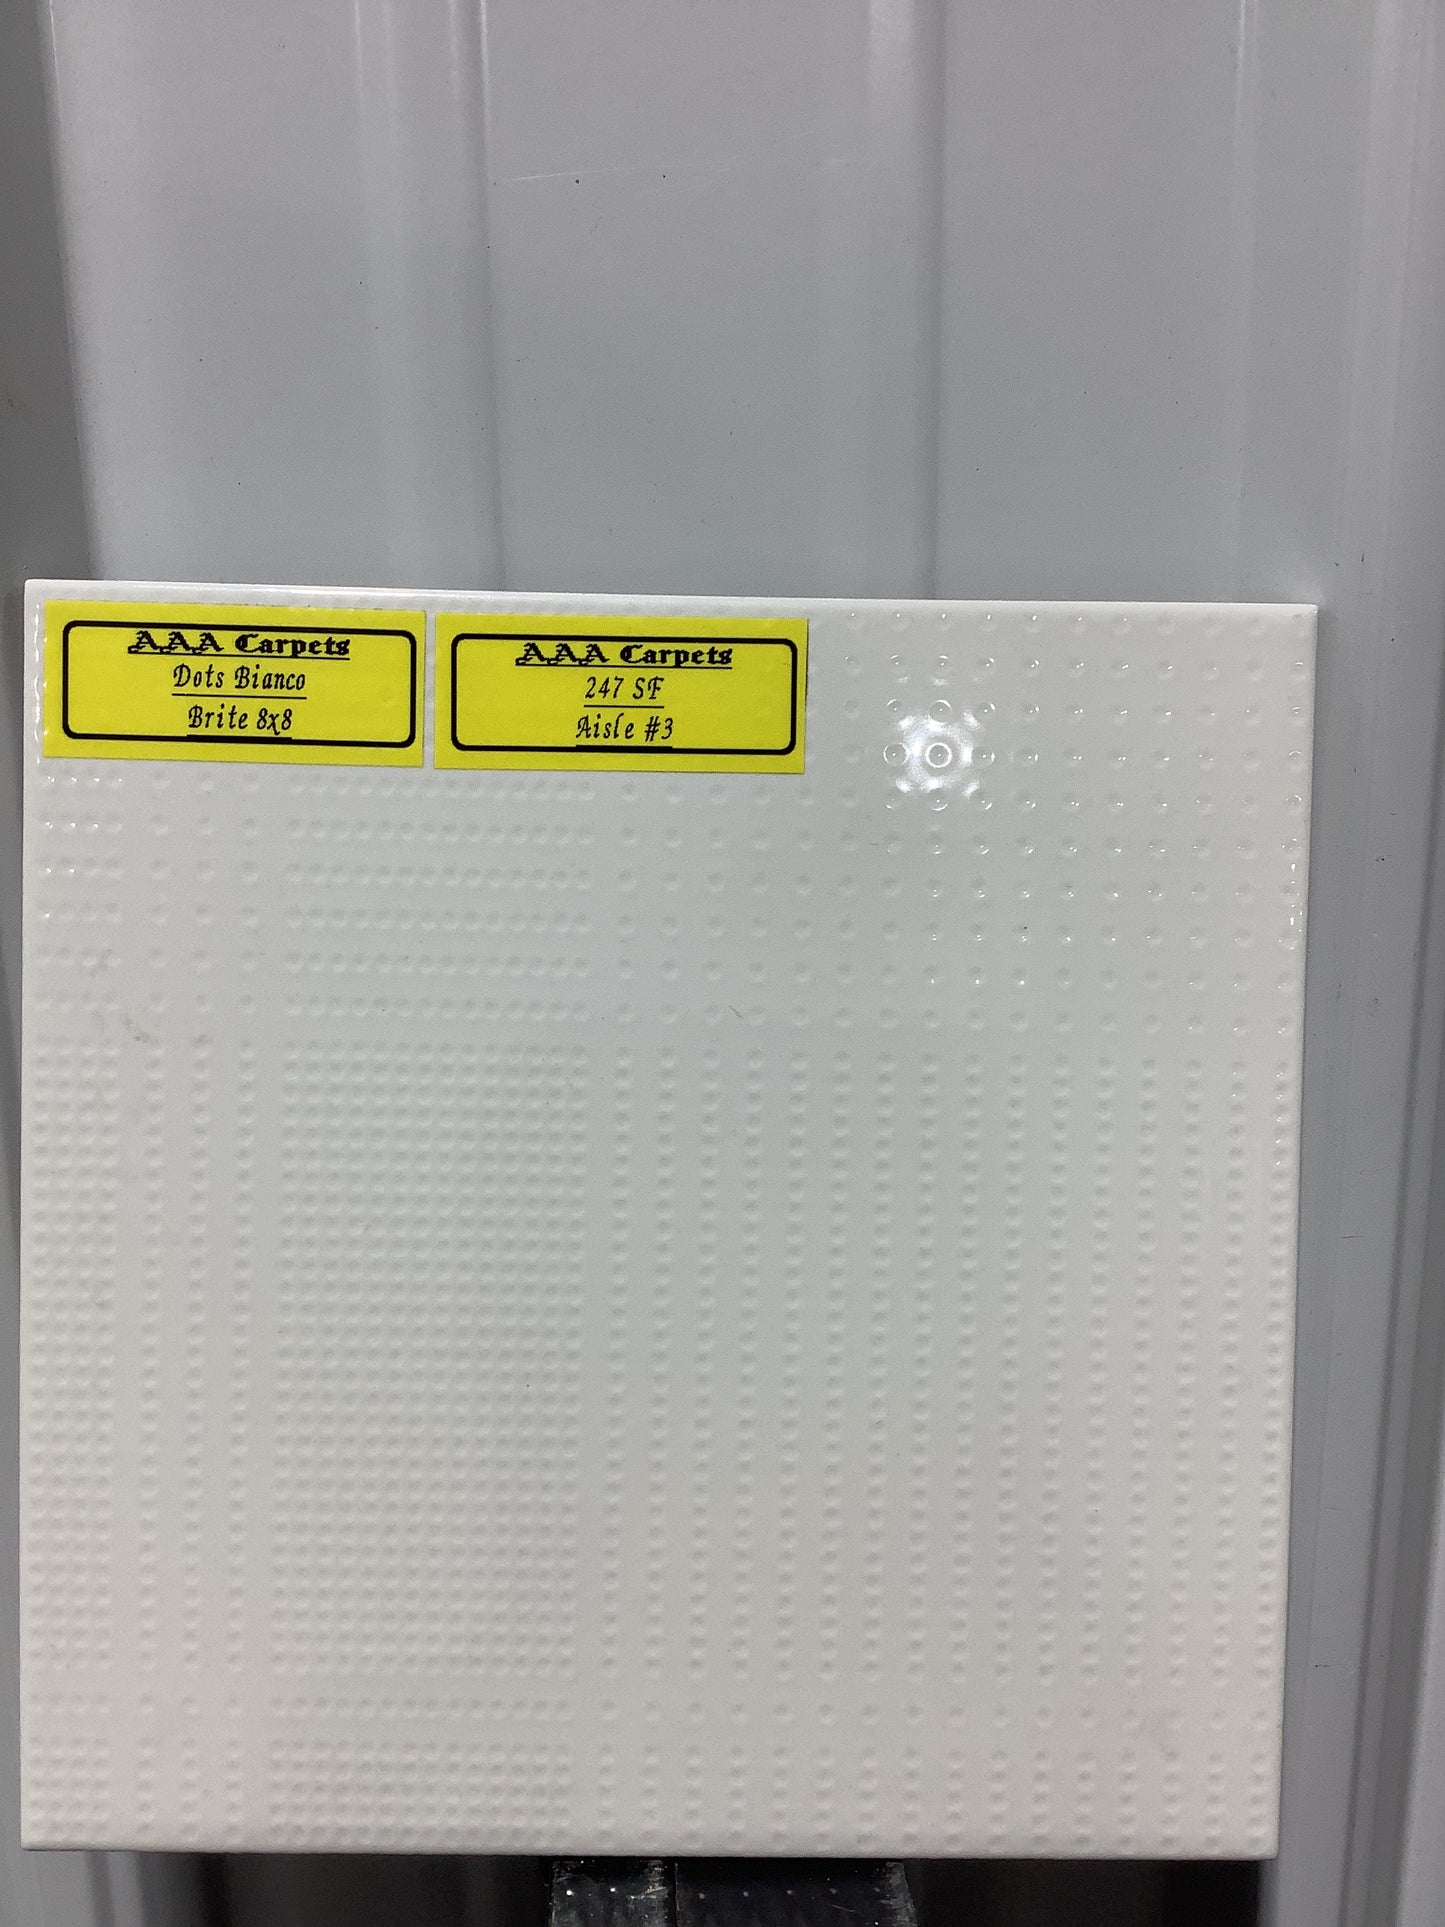 AAA Carpets
Dots Bianco
Brite 8x8
AAA Carpets
247 SF
Aisle #3